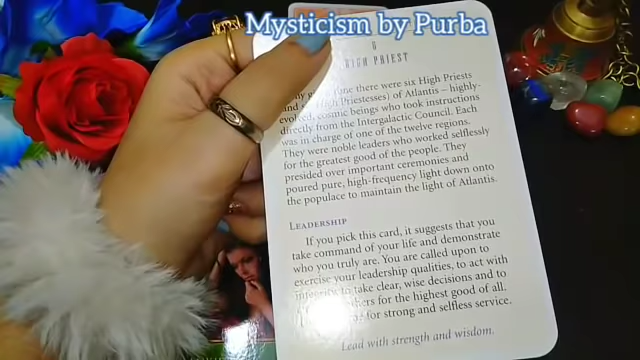 Mysticism by Purba
6
HIGH PRIEST
one there were six High Priests
and (High Priestesses) of Atlantis – highly-
evolved, cosmic beings who took instructions
directly from the Intergalactic Council. Each
was in charge of one of the twelve regions.
They were noble leaders who worked selflessly
for the greatest good of the people. They
presided over important ceremonies and
poured pure, high-frequency light down onto
the populace to maintain the light of Atlantis.
LEADERSHIP
If you pick this card, it suggests that you
take command of your life and demonstrate
who you truly are. You are called upon to
exercise your leadership qualities, to act with
integrity, to take clear, wise decisions and to
others for the highest good of all.
for strong and selfless service.
Lead with strength and wisdom.